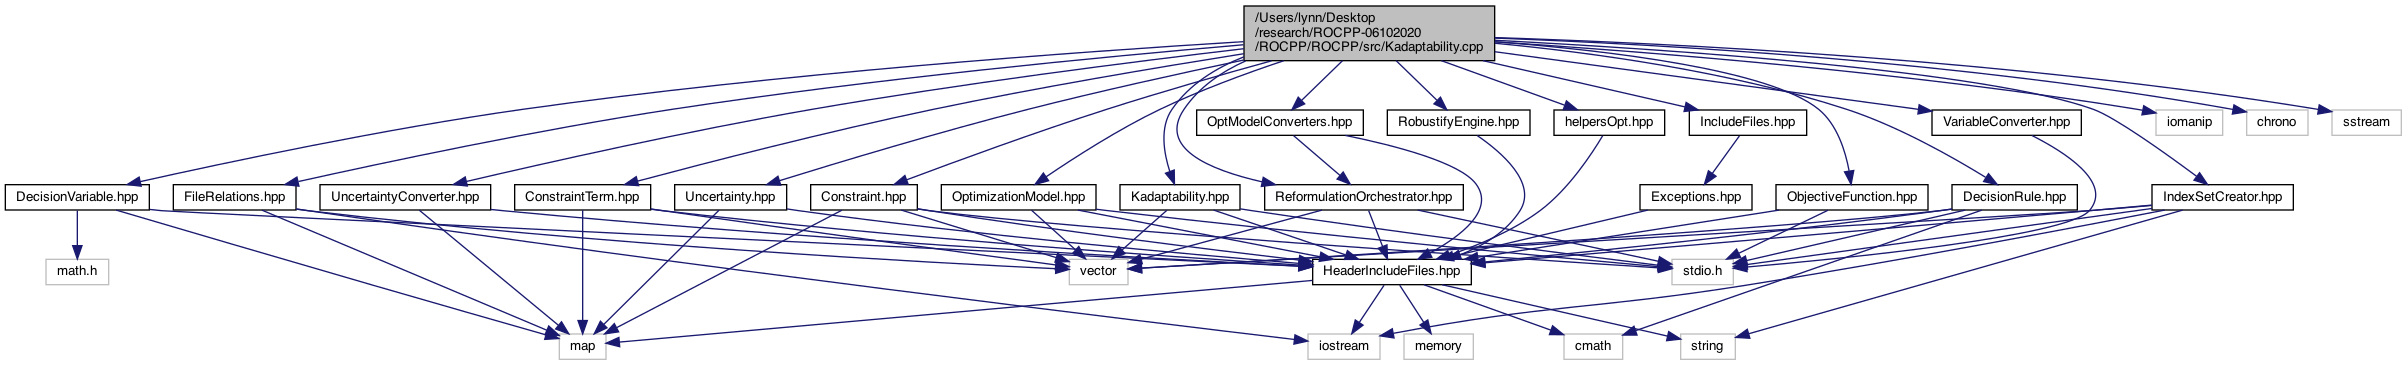 /Users/lynn/Desktop
/research/ROCPP-06102020
/ROCPP/ROCPP/src/Kadaptability.cpp
OptModelConverters.hpp
RobustifyEngine.hpp
helpersOpt.hpp
IncludeFiles.hpp
VariableConverter.hpp
iomanip
chrono
sstream
DecisionVariable.hpp
FileRelations.hpp
UncertaintyConverter.hpp
ConstraintTerm.hpp
Uncertainty.hpp
Constraint.hpp
OptimizationModel.hpp
Kadaptability.hpp
ReformulationOrchestrator.hpp
Exceptions.hpp
ObjectiveFunction.hpp
DecisionRule.hpp
IndexSetCreator.hpp
math.h
vector
HeaderIncludeFiles.hpp
stdio.h
map
iostream
memory
cmath
string